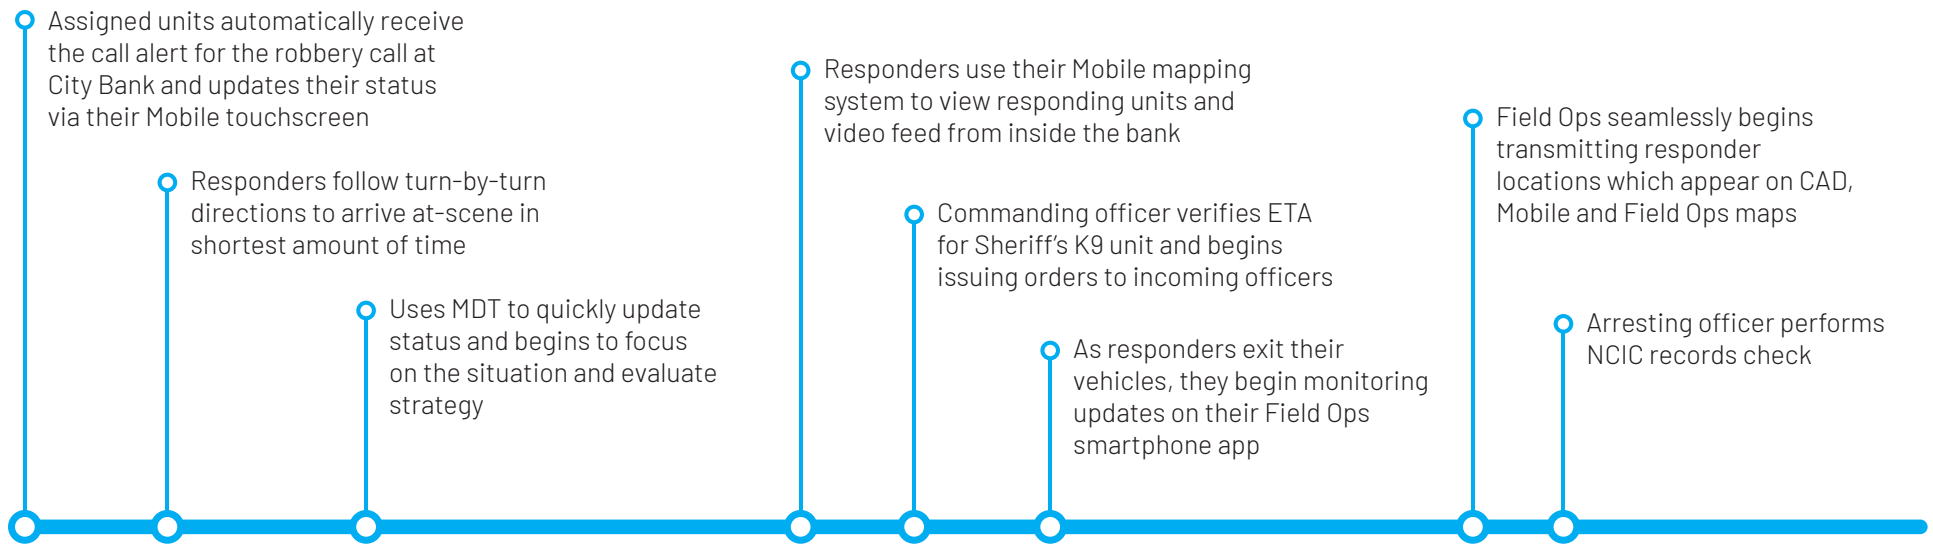 Assigned units automatically receive
the call alert for the robbery call at
City Bank and updates their status
via their Mobile touchscreen
Responders follow turn-by-turn
directions to arrive at-scene in
shortest amount of time
Uses MDT to quickly update
status and begins to focus
on the situation and evaluate
strategy
Responders use their Mobile mapping
system to view responding units and
video feed from inside the bank
Commanding officer verifies ETA
for Sheriff's K9 unit and begins
issuing orders to incoming officers
As responders exit their
vehicles, they begin monitoring
updates on their Field Ops
smartphone app
Field Ops seamlessly begins
transmitting responder
locations which appear on CAD,
Mobile and Field Ops maps
Arresting officer performs
NCIC records check